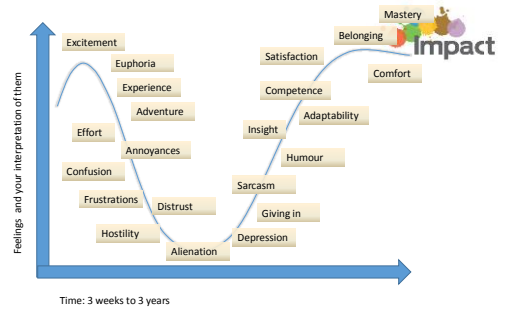 Mastery
Belonging
Impact
Excitement
Satisfaction
Euphoria
Comfort
Experience
Competence
Adventure
Adaptability
Effort
Insight
Annoyances
Humour
Confusion
Sarcasm
Frustrations
Distrust
Giving in
Hostility
Depression
Alienation
Feelings and your interpretation of them
Time: 3 weeks to 3 years